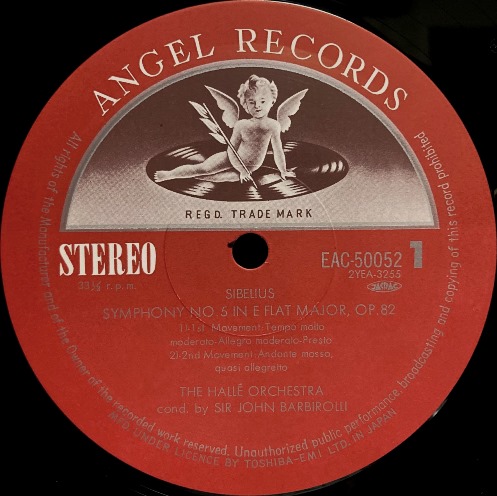 ANGEL RECORDS
REGD. TRADE MARK
STEREO
33⅓ r.p.m.
EAC-50052 1
2YEA-3255
SIBELIUS
SYMPHONY NO. 5 IN E FLAT MAJOR, OP. 82
1)-1st Movement-Tempo molto
moderato-Allegro moderato-Presto
2)-2nd Movement-Andante mosso,
quasi allegretto
THE HALLÉ ORCHESTRA
cond. by SIR JOHN BARBIROLLI
All rights of the Manufacturer and of the Owner of the recorded work reserved. Unauthorized public performance, broadcasting and copying of this record prohibited
MFD. UNDER LICENCE BY TOSHIBA-EMI LTD. IN JAPAN